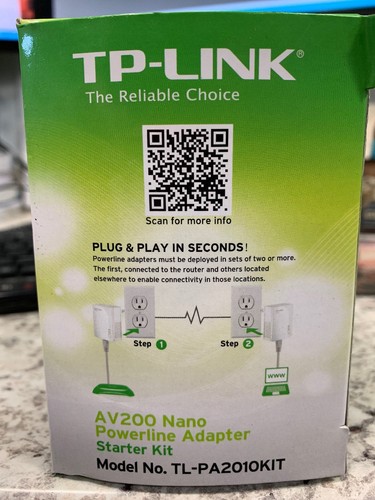 TP-LINK®
The Reliable Choice
Scan for more info
PLUG & PLAY IN SECONDS!
Powerline adapters must be deployed in sets of two or more.
The first, connected to the router and others located
elsewhere to enable connectivity in those locations.
Step 1
Step 2
www
AV200 Nano
Powerline Adapter
Starter Kit
Model No. TL-PA2010KIT